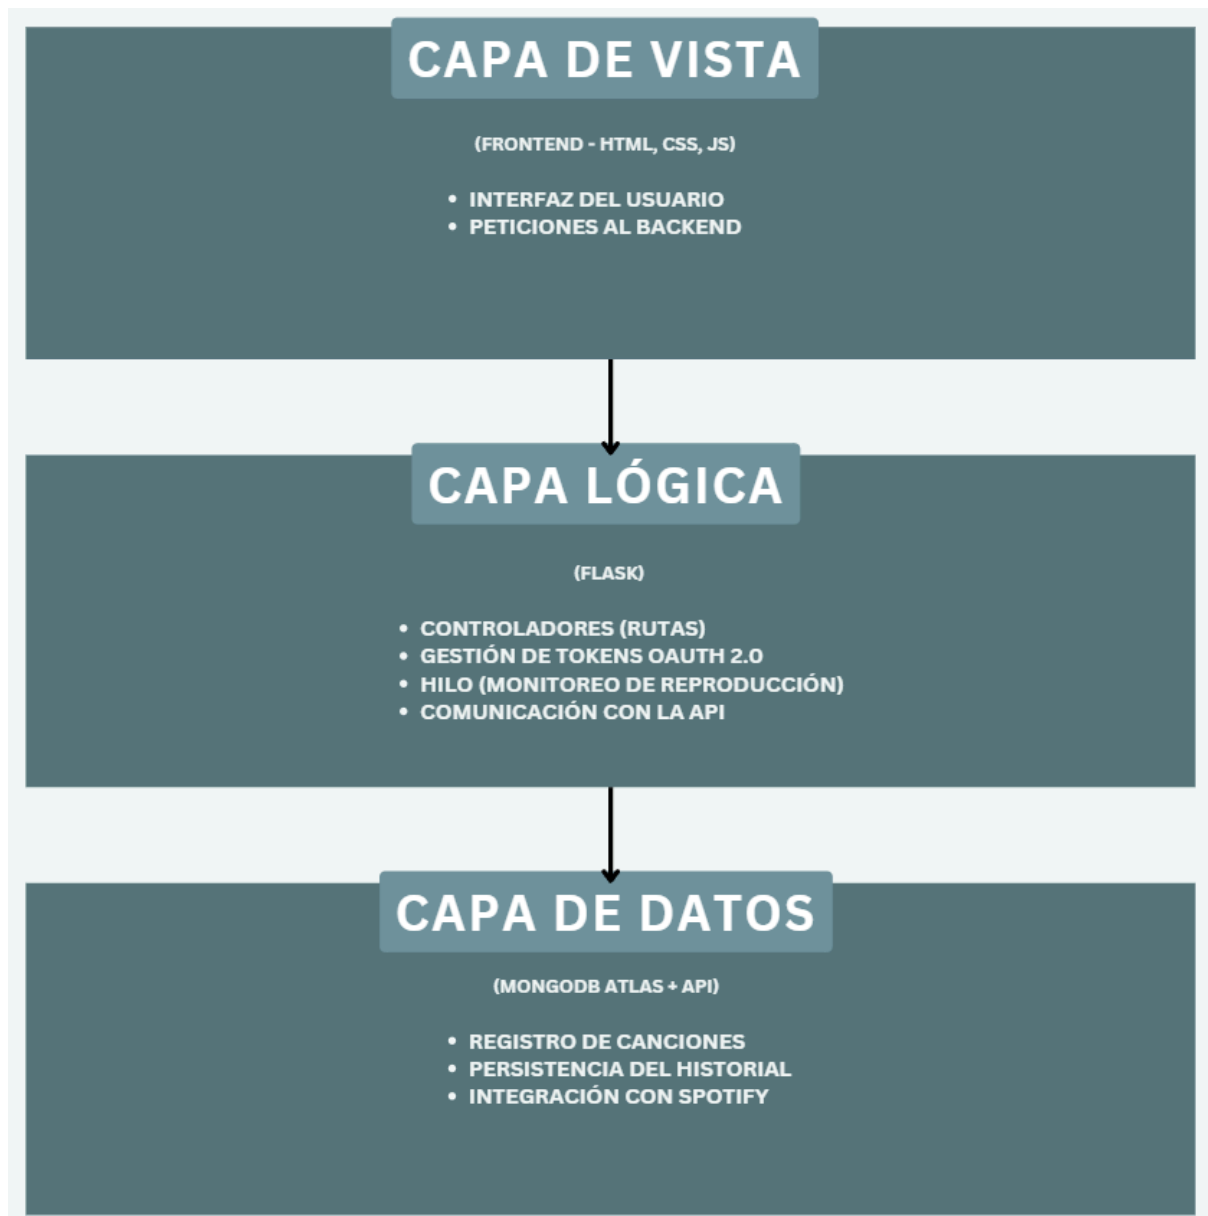 CAPA DE VISTA
(FRONTEND - HTML, CSS, JS)
• INTERFAZ DEL USUARIO
• PETICIONES AL BACKEND
CAPA LÓGICA
(FLASK)
• CONTROLADORES (RUTAS)
• GESTIÓN DE TOKENS OAUTH 2.0
• HILO (MONITOREO DE REPRODUCCIÓN)
• COMUNICACIÓN CON LA API
CAPA DE DATOS
(MONGODB ATLAS + API)
• REGISTRO DE CANCIONES
• PERSISTENCIA DEL HISTORIAL
• INTEGRACIÓN CON SPOTIFY